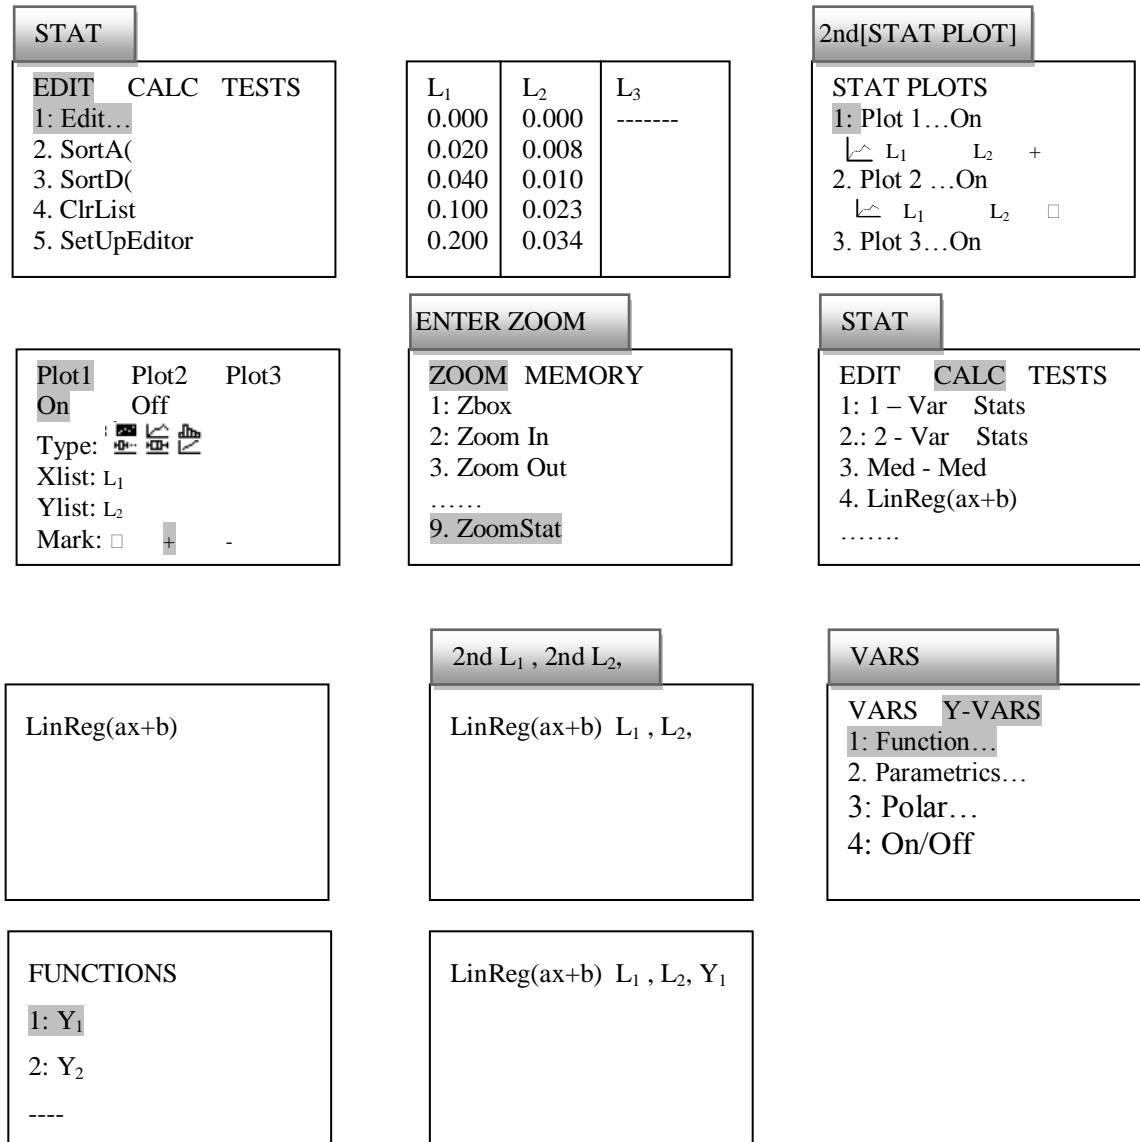 STAT
EDIT CALC TESTS
1: Edit…
2. SortA(
3. SortD(
4. ClrList
5. SetUpEditor
L₁ L₂ L₃
0.000 0.000 -------
0.020 0.008
0.040 0.010
0.100 0.023
0.200 0.034
2nd[STAT PLOT]
STAT PLOTS
1: Plot 1…On
L₁ L₂ +
2. Plot 2 …On
L₁ L₂ □
3. Plot 3…On
Plot1 Plot2 Plot3
On Off
Type:
Xlist: L₁
Ylist: L₂
Mark: □ + -
ENTER ZOOM
ZOOM MEMORY
1: Zbox
2: Zoom In
3. Zoom Out
……
9. ZoomStat
STAT
EDIT CALC TESTS
1: 1 – Var Stats
2.: 2 - Var Stats
3. Med - Med
4. LinReg(ax+b)
…….
LinReg(ax+b)
2nd L₁ , 2nd L₂,
LinReg(ax+b) L₁ , L₂,
VARS
VARS Y-VARS
1: Function…
2. Parametrics…
3: Polar…
4: On/Off
FUNCTIONS
1: Y₁
2: Y₂
----
LinReg(ax+b) L₁ , L₂, Y₁